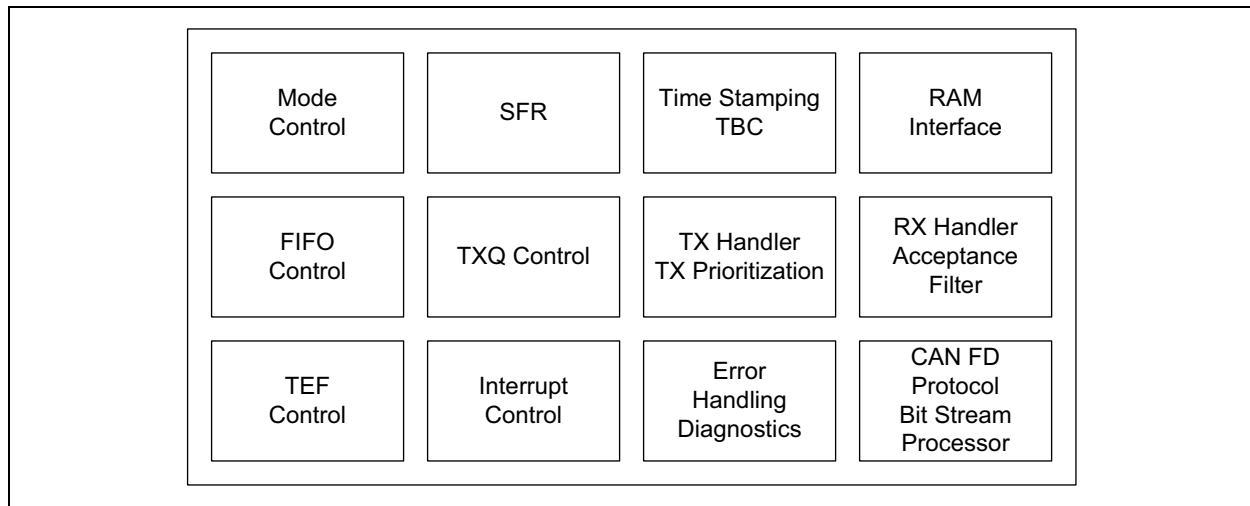 Mode
Control
SFR
Time Stamping
TBC
RAM
Interface
FIFO
Control
TXQ Control
TX Handler
TX Prioritization
RX Handler
Acceptance
Filter
TEF
Control
Interrupt
Control
Error
Handling
Diagnostics
CAN FD
Protocol
Bit Stream
Processor